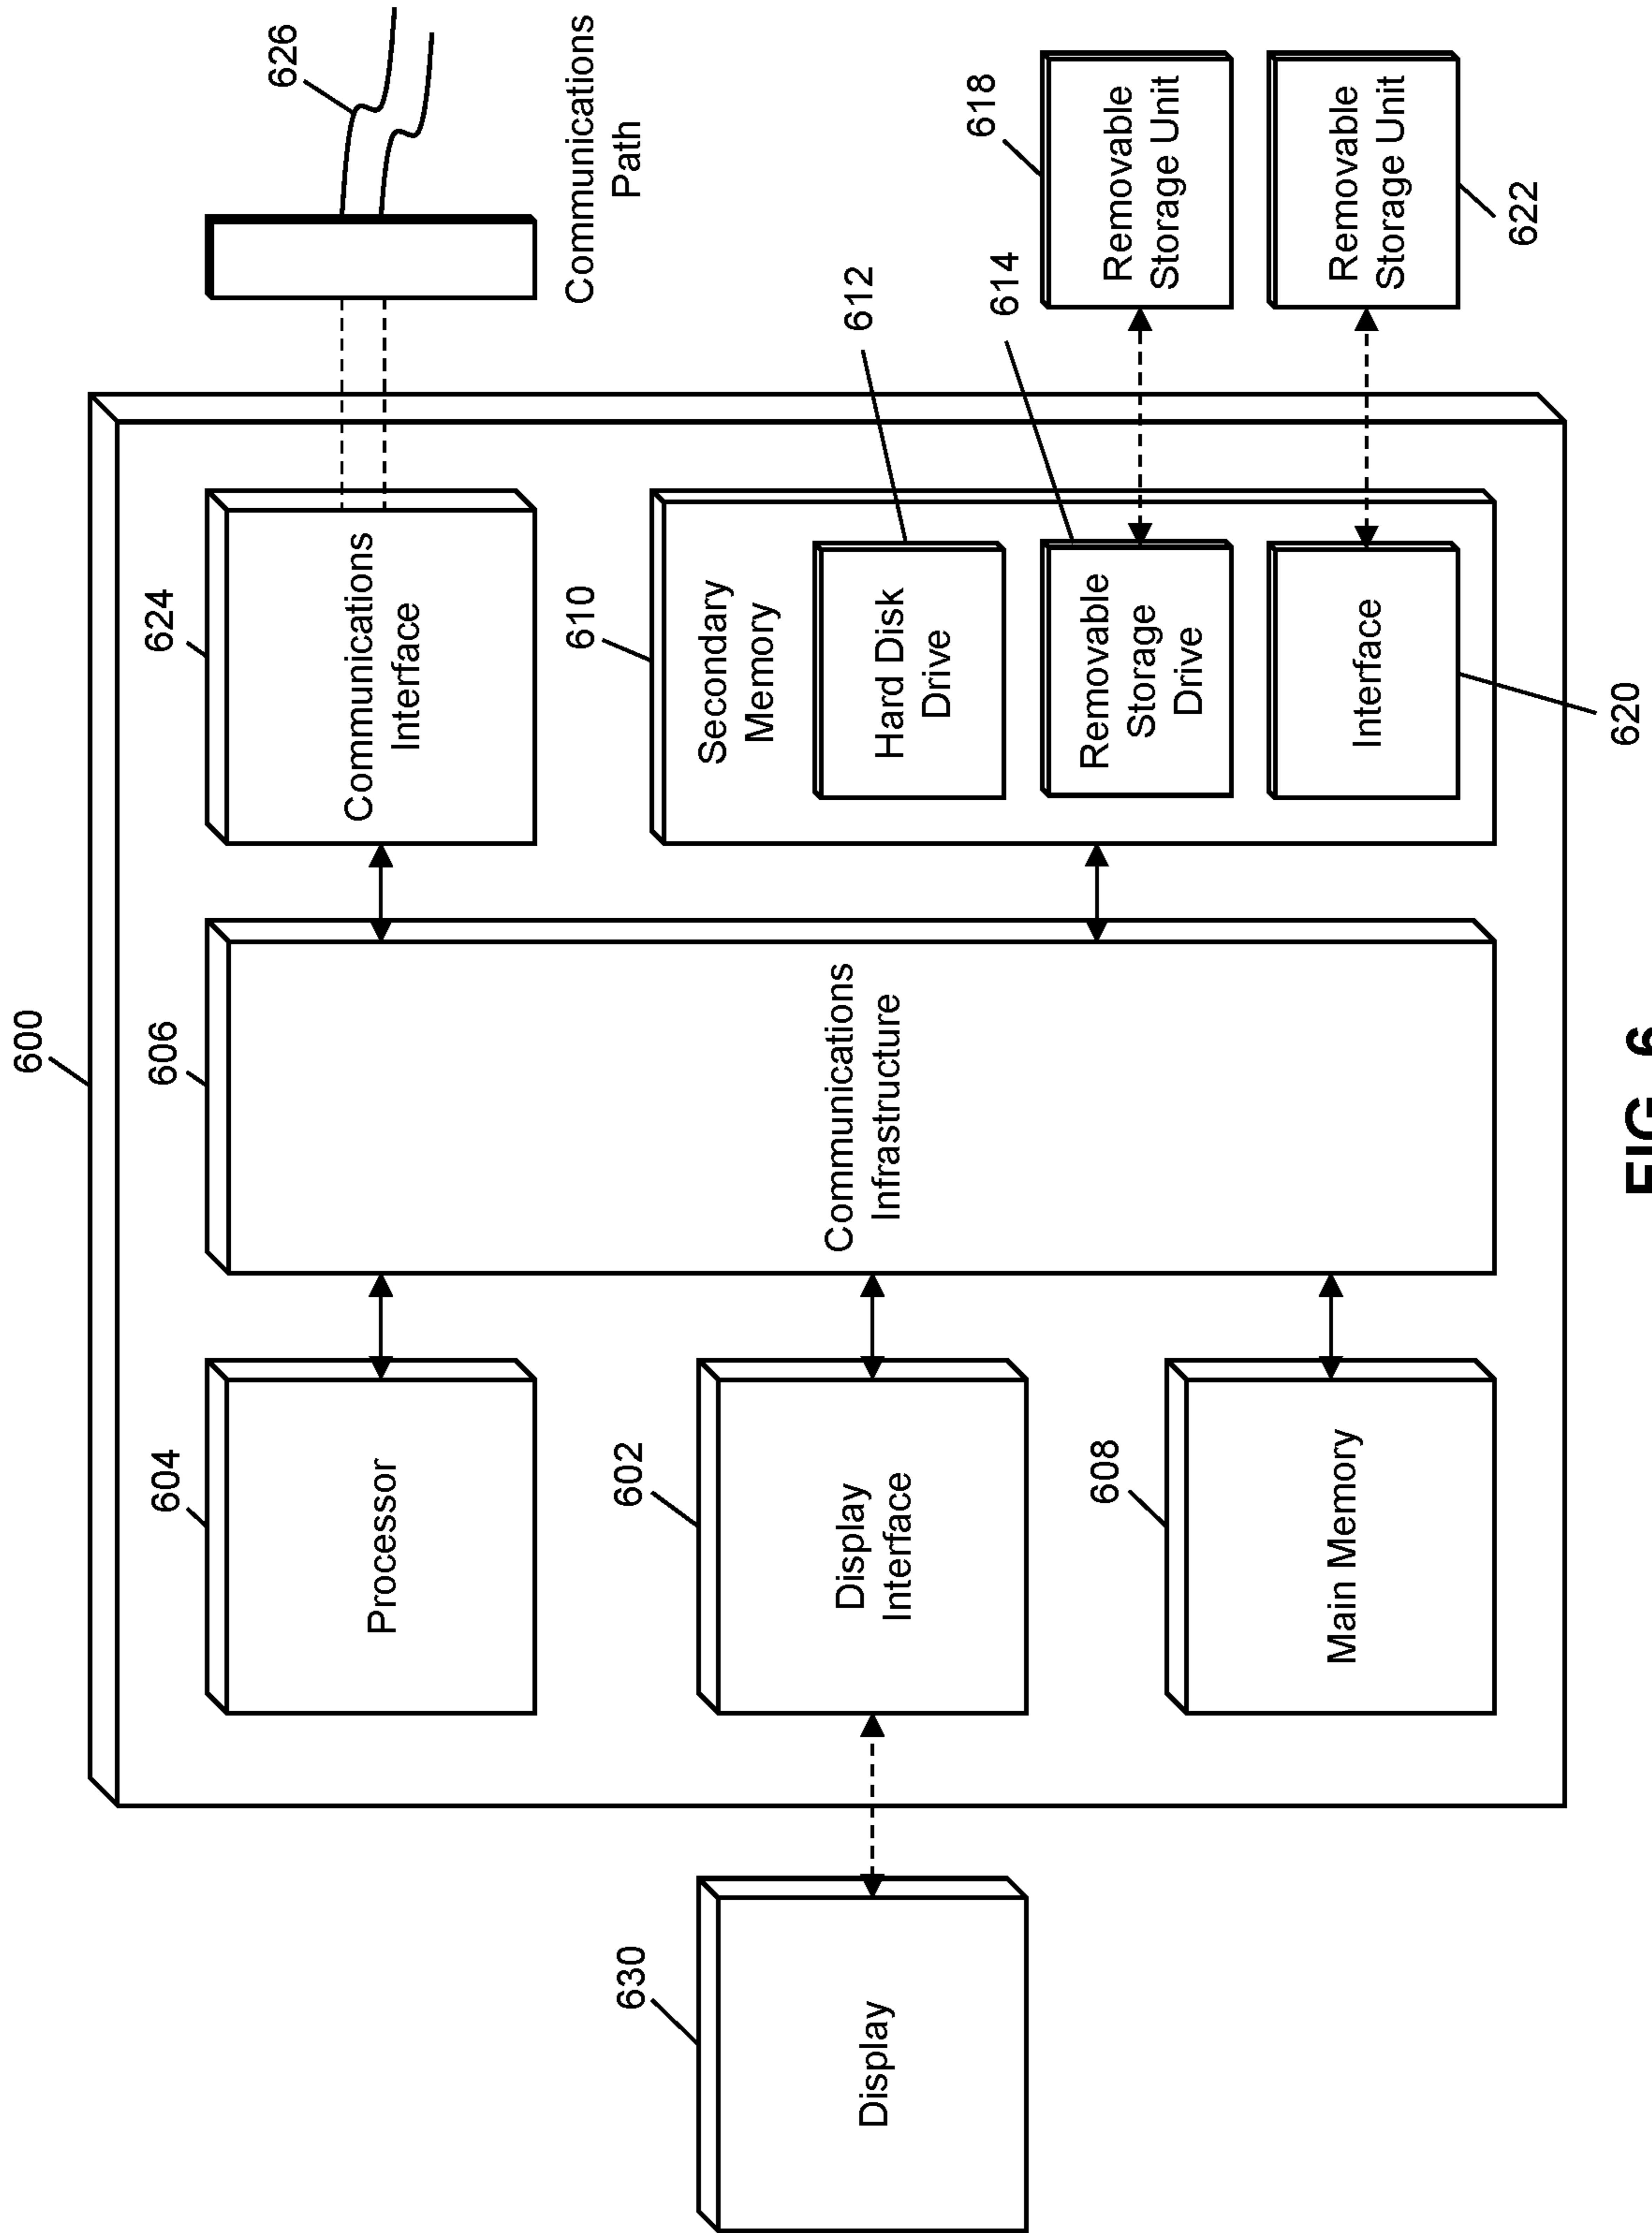 600
604
Processor
606
Communications
Infrastructure
624
Communications
Interface
626
Communications
Path
630
Display
602
Display
Interface
610
Secondary
Memory
612
Hard Disk
Drive
608
Main Memory
614
Removable
Storage
Drive
618
Removable
Storage Unit
Interface
620
Removable
Storage Unit
622
FIG. 6